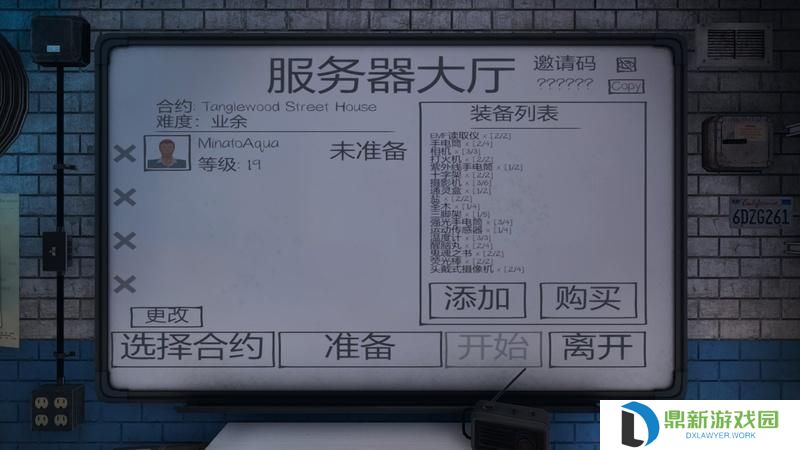 服务器大厅
邀请码
??????
Copy
合约: Tanglewood Street House
难度: 业余
MinatoAqua
等级: 19
未准备
装备列表
EMF读取仪 x [2/2]
手电筒 x [2/4]
相机 x [3/3]
打火机 x [2/2]
紫外线手电筒 x [1/2]
十字架 x [2/2]
摄影机 x [3/6]
通灵盒 x [1/2]
盐 x [2/2]
圣木 x [1/4]
三脚架 x [1/5]
强光手电筒 x [3/4]
运动传感器 x [1/4]
温度计 x [3/3]
醒脑丸 x [2/4]
鬼魂之书 x [2/2]
荧光棒 x [2/2]
头戴式摄像机 x [2/4]
添加
购买
更改
选择合约
准备
开始
离开
California
6DZG261
鼎新游戏园
DXLAWYER.WORK